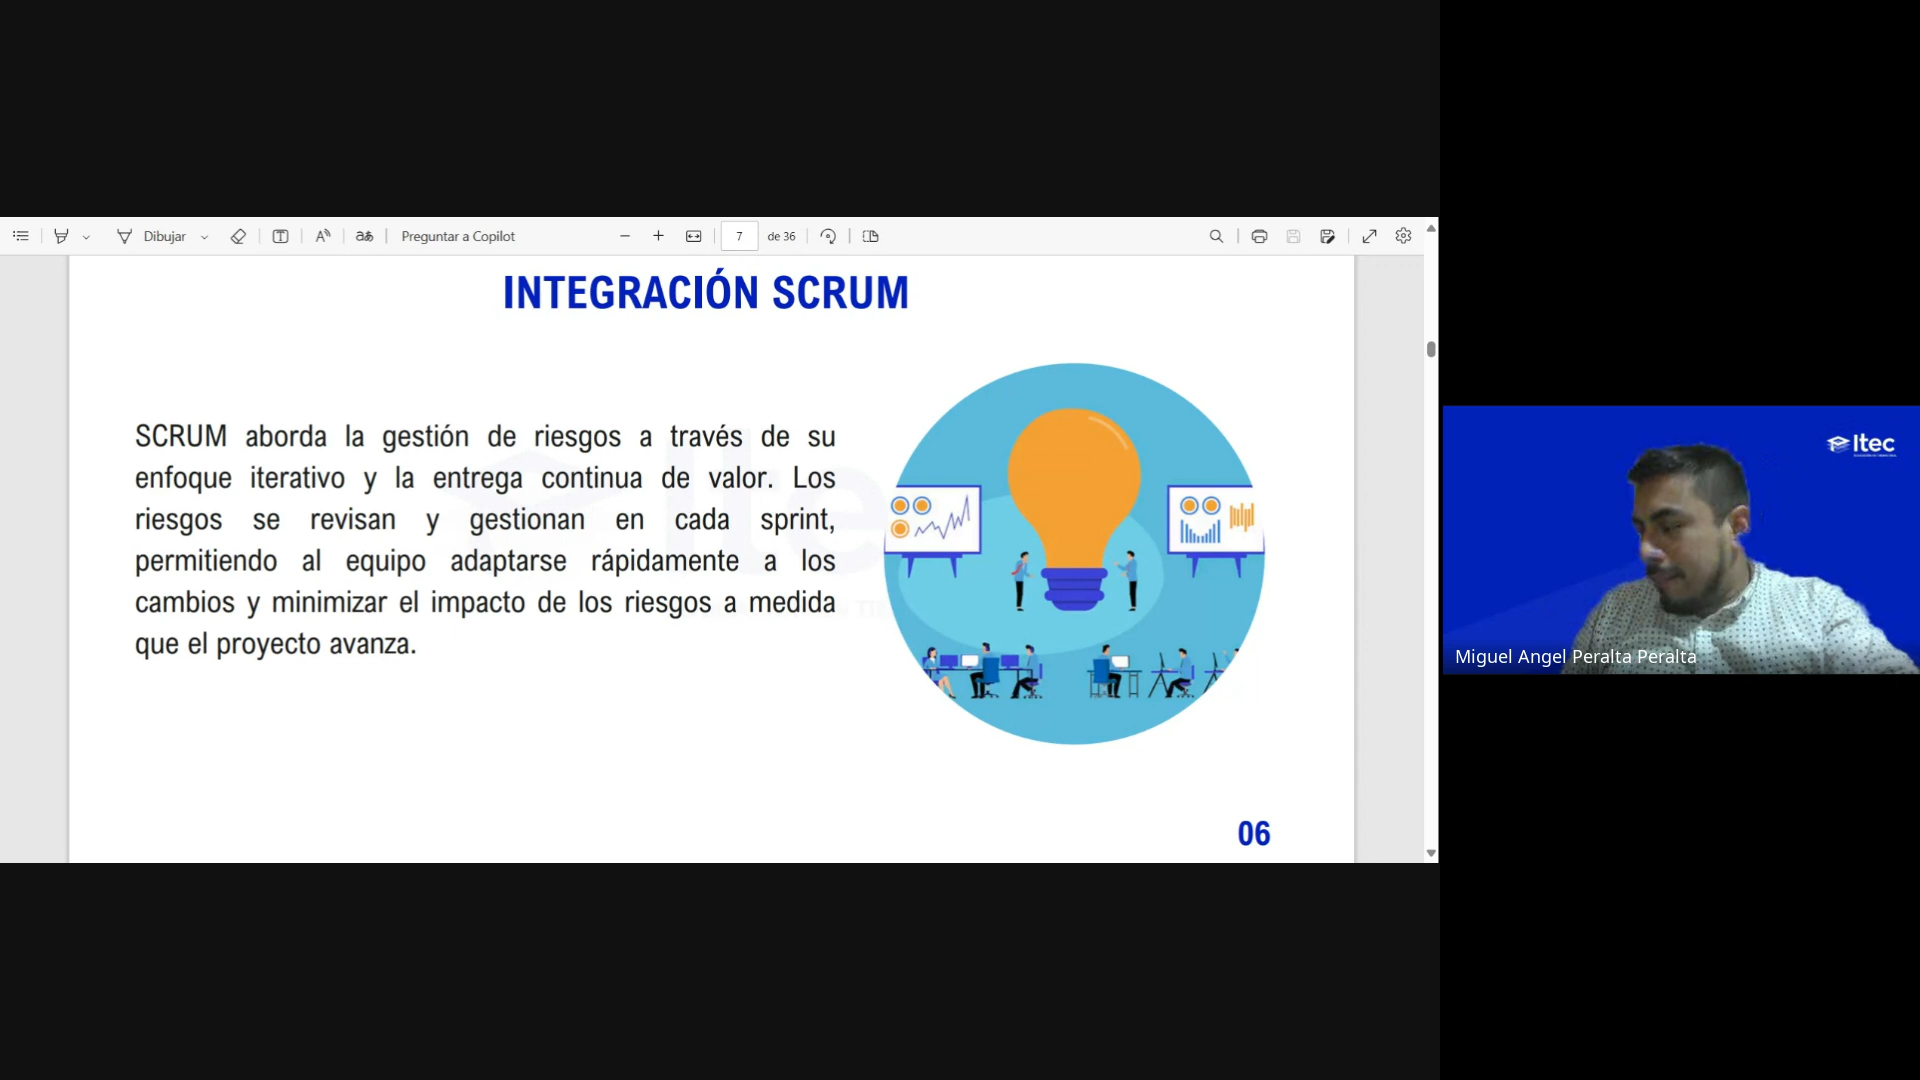 Dibujar
Preguntar a Copilot
7 de 36
INTEGRACIÓN SCRUM
SCRUM aborda la gestión de riesgos a través de su
enfoque iterativo y la entrega continua de valor. Los
riesgos se revisan y gestionan en cada sprint,
permitiendo al equipo adaptarse rápidamente a los
cambios y minimizar el impacto de los riesgos a medida
que el proyecto avanza.
06
Itec
Miguel Angel Peralta Peralta